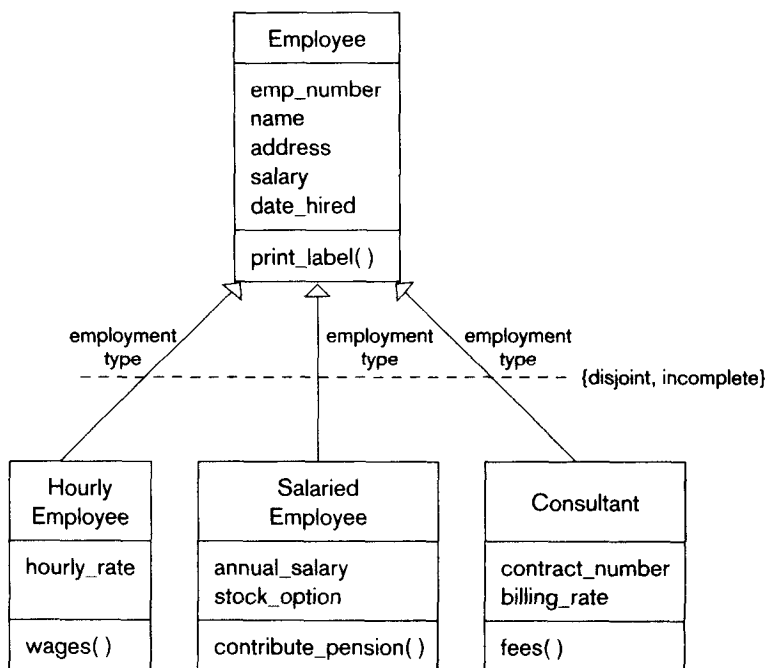 Employee
emp_number
name
address
salary
date_hired
print_label( )
employment
type
employment
type
employment
type
{disjoint, incomplete}
Hourly
Employee
hourly_rate
wages( )
Salaried
Employee
annual_salary
stock_option
contribute_pension( )
Consultant
contract_number
billing_rate
fees( )